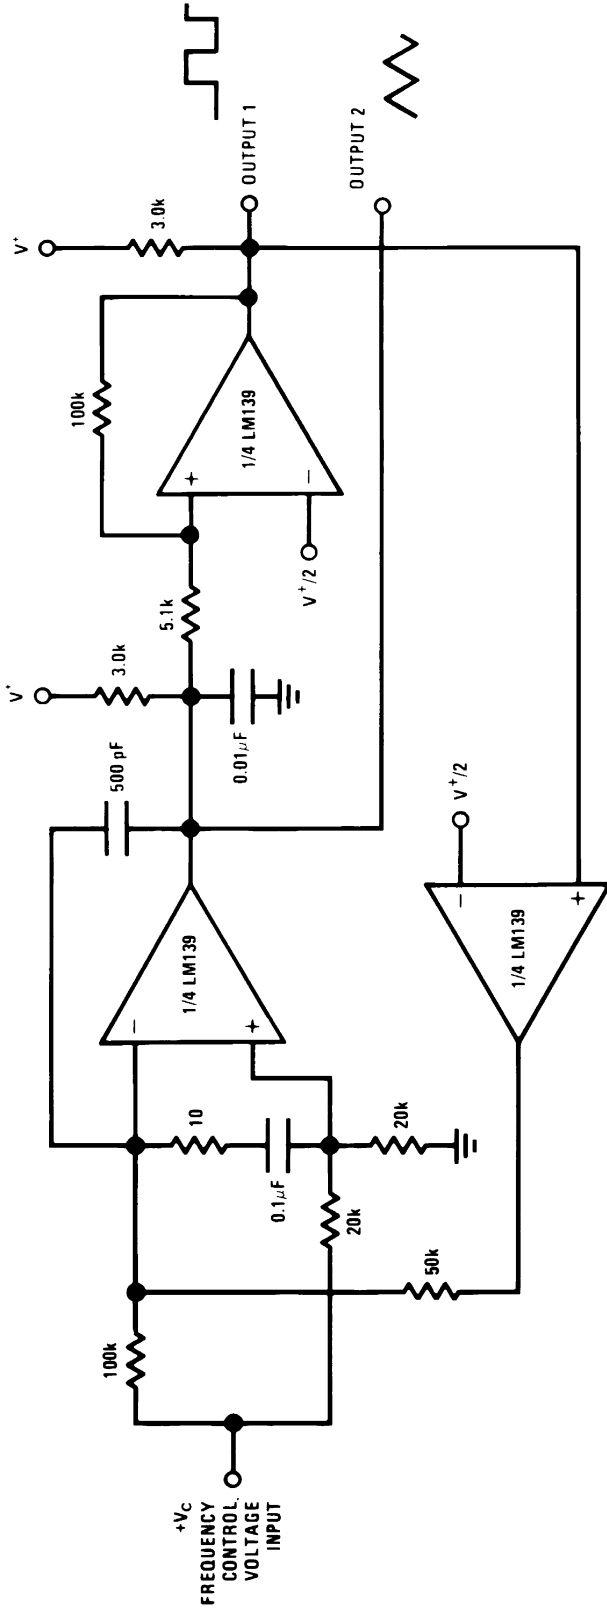 +VC
FREQUENCY
CONTROL
VOLTAGE
INPUT
100k
50k
20k
20k
10
0.1μF
-
+
1/4 LM139
500 pF
V+
3.0k
0.01μF
5.1k
100k
+
-
1/4 LM139
V+/2
V+
3.0k
OUTPUT 1
OUTPUT 2
V+/2
-
+
1/4 LM139